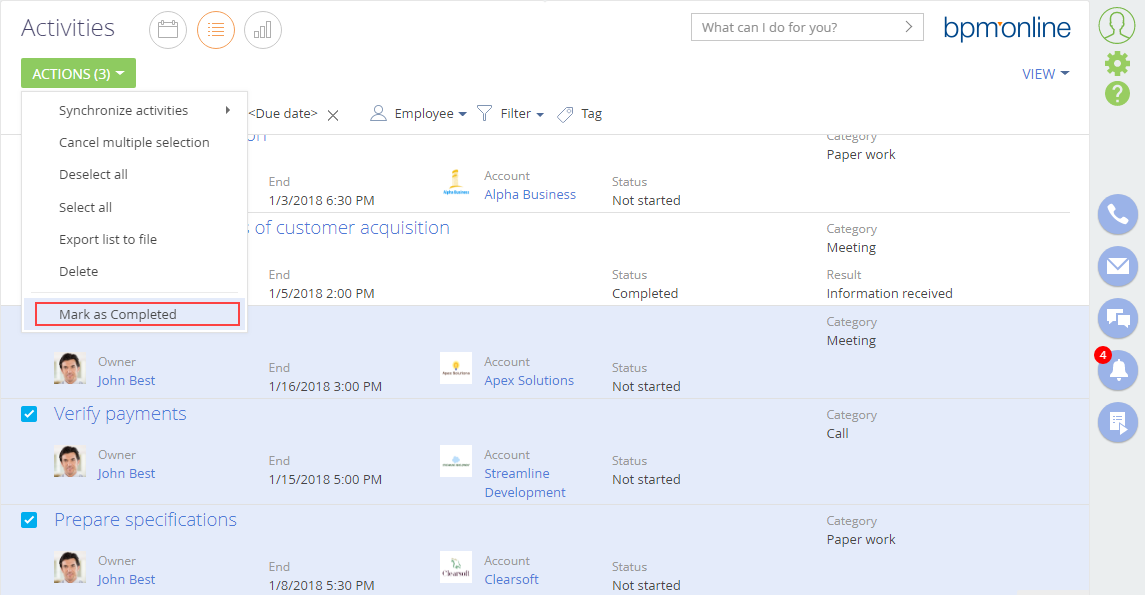 Activities
What can I do for you?
bpm'online
ACTIONS (3)
VIEW
Synchronize activities
Cancel multiple selection
Deselect all
Select all
Export list to file
Delete
Mark as Completed
<Due date>
Employee
Filter
Tag
on
Category
Paper work
End
1/3/2018 6:30 PM
Alpha Business
Account
Alpha Business
Status
Not started
s of customer acquisition
Category
Meeting
End
1/5/2018 2:00 PM
Status
Completed
Result
Information received
Category
Meeting
Owner
John Best
End
1/16/2018 3:00 PM
Apex Solutions
Account
Apex Solutions
Status
Not started
Verify payments
Category
Call
Owner
John Best
End
1/15/2018 5:00 PM
Account
Streamline
Development
Status
Not started
Prepare specifications
Category
Paper work
Owner
John Best
End
1/8/2018 5:30 PM
Clearsoft
Account
Clearsoft
Status
Not started
?
4